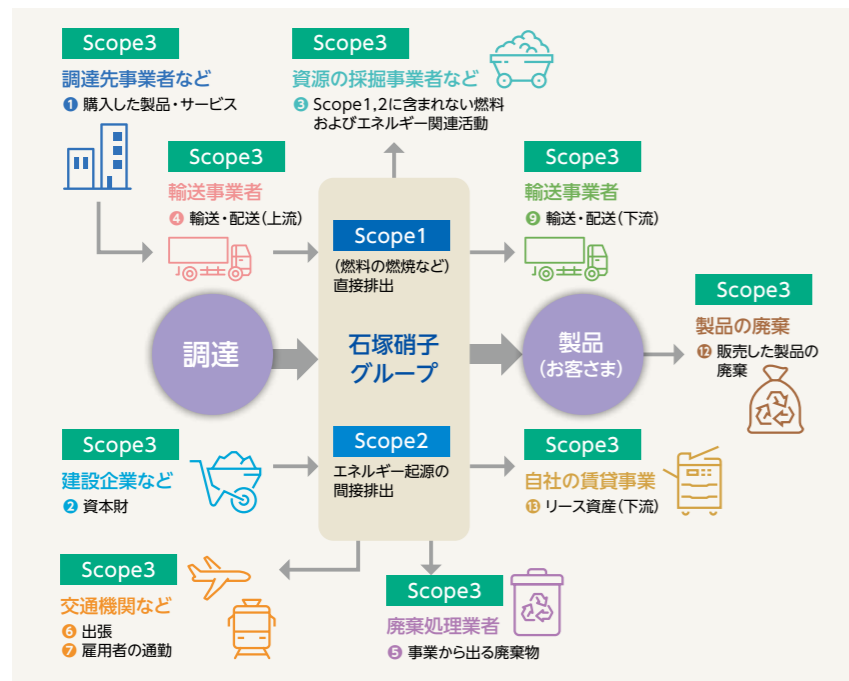 Scope3
調達先事業者など
❶ 購入した製品・サービス
Scope3
資源の採掘事業者など
❸ Scope1,2に含まれない燃料
およびエネルギー関連活動
Scope3
輸送事業者
❹ 輸送・配送(上流)
Scope1
(燃料の燃焼など)
直接排出
Scope3
輸送事業者
❾ 輸送・配送(下流)
調達
石塚硝子
グループ
製品
(お客さま)
Scope3
製品の廃棄
⓬ 販売した製品の
廃棄
Scope3
建設企業など
❷ 資本財
Scope2
エネルギー起源の
間接排出
Scope3
自社の賃貸事業
⓭ リース資産(下流)
Scope3
交通機関など
❻ 出張
❼ 雇用者の通勤
Scope3
廃棄処理業者
❺ 事業から出る廃棄物